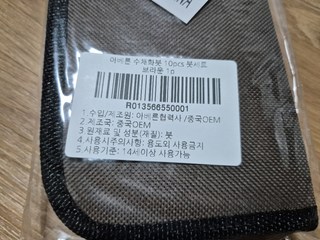 아바론 수채화붓 10pcs 붓세트
브라운 1p
R013566550001
1.수입/제조원: 아바른협력사 /중국OEM
2.제조국: 중국OEM
3.원재료 및 성분(재질): 붓
4.사용시주의사항: 용도외 사용금지
5.사용기준: 14세이상 사용가능